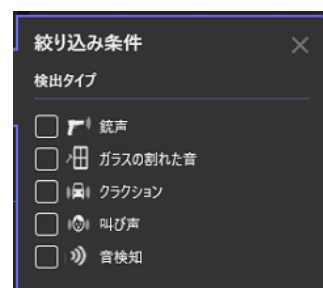 絞り込み条件
検出タイプ
銃声
ガラスの割れた音
クラクション
叫び声
音検知